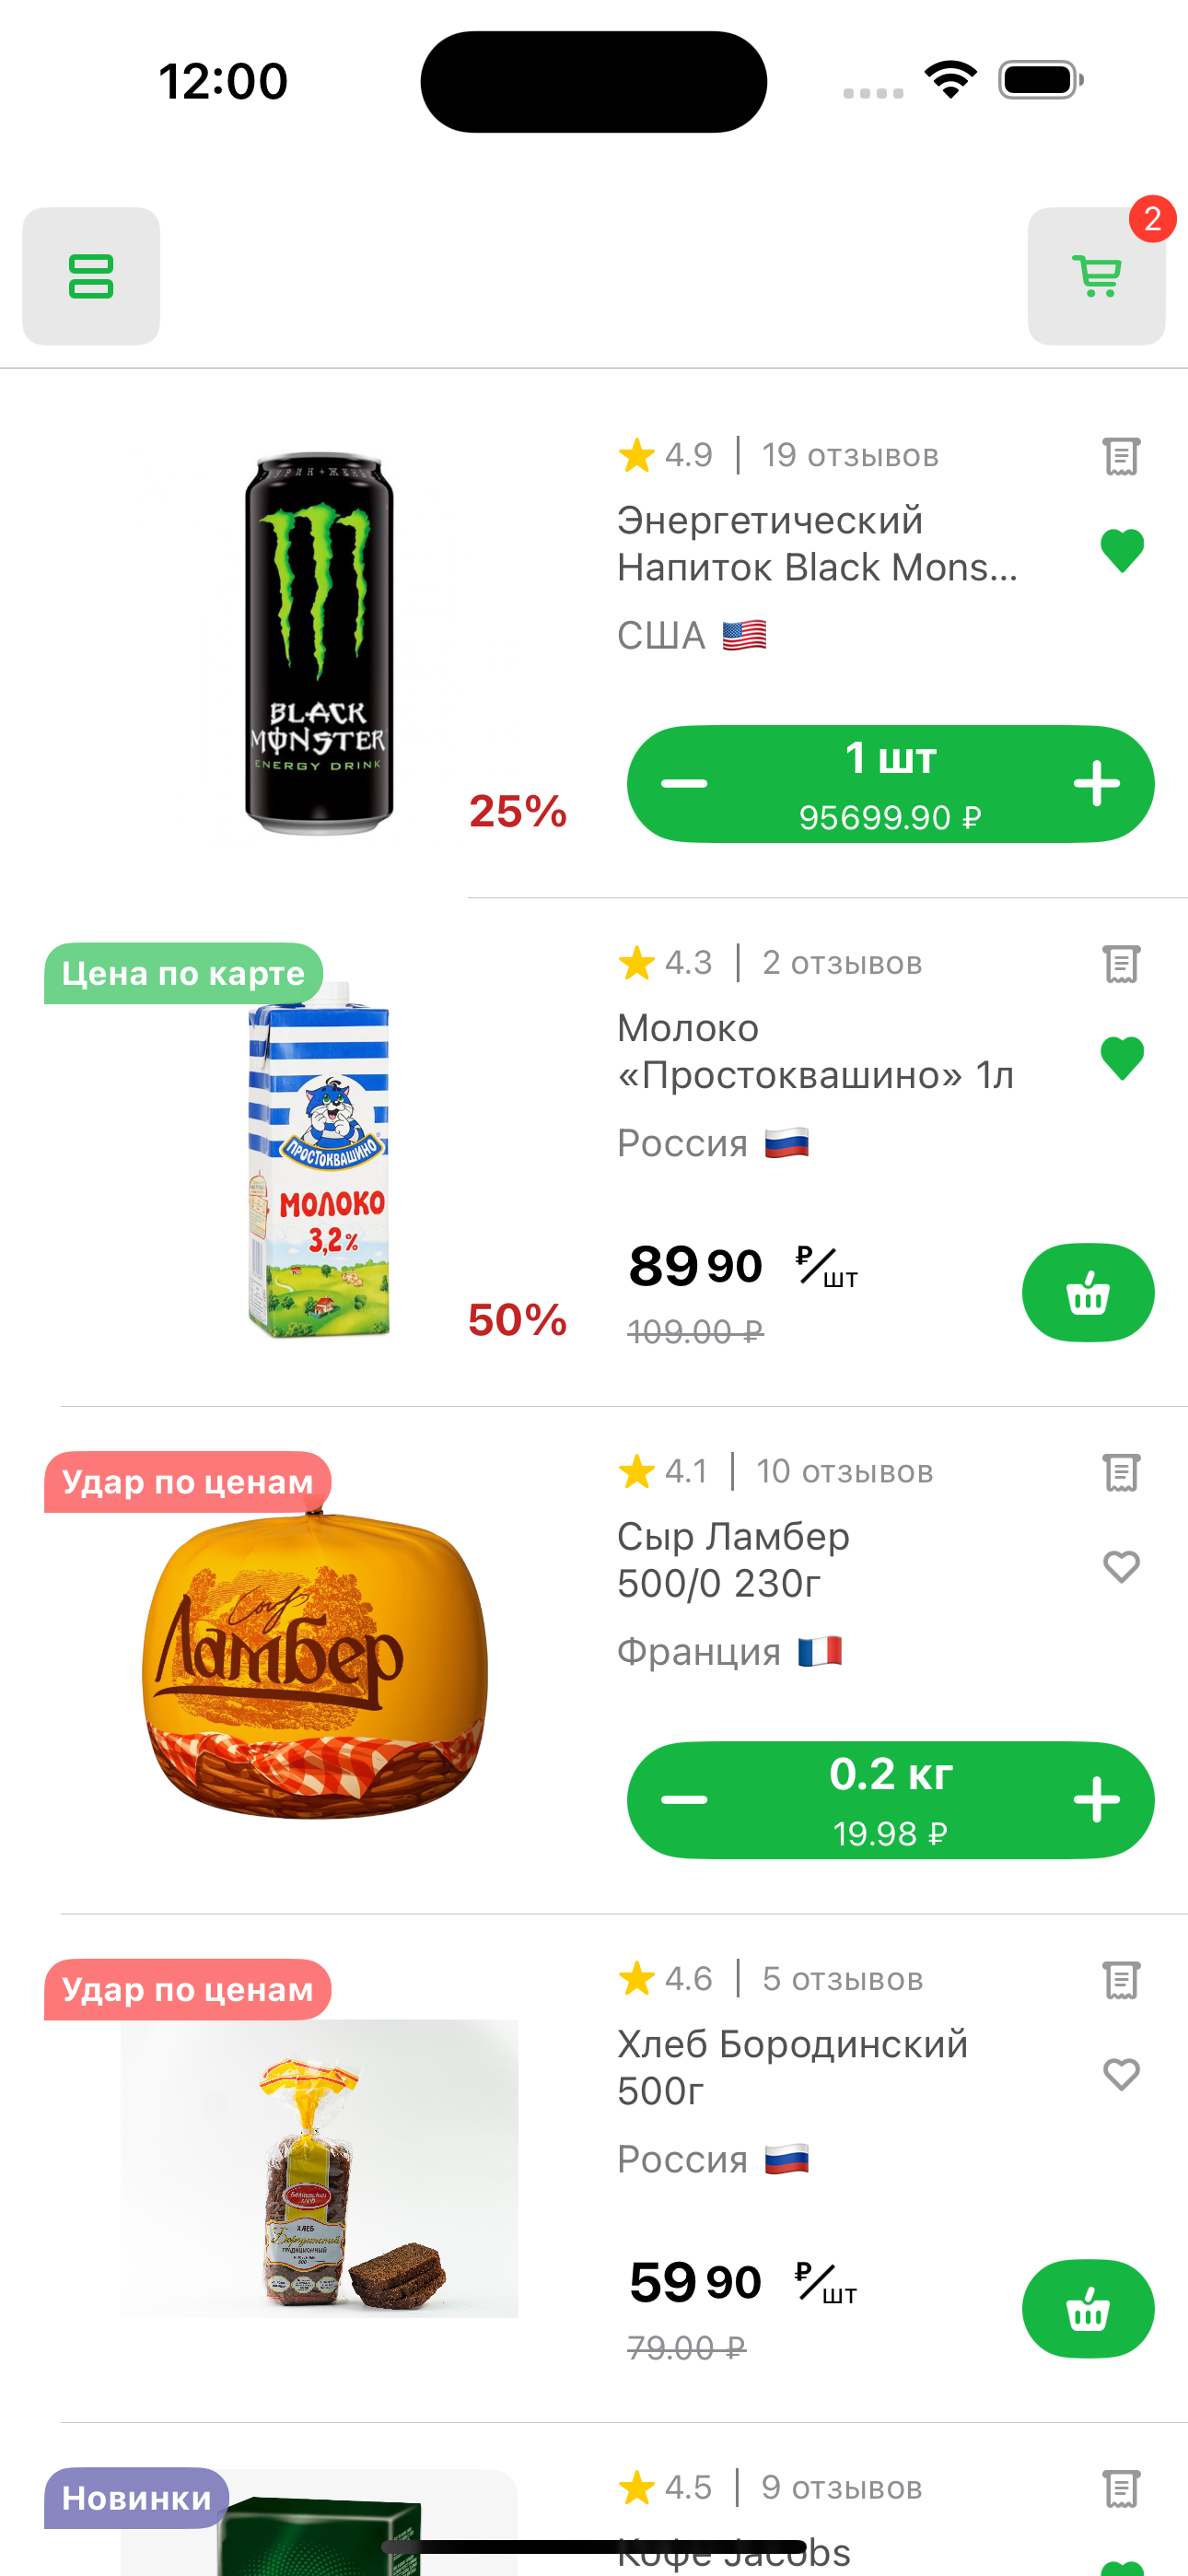 12:00
2
4.9 | 19 отзывов
Энергетический
Напиток Black Mons...
США
BLACK
MONSTER
ENERGY DRINK
25%
1 шт
95699.90 ₽
Цена по карте
4.3 | 2 отзывов
Молоко
«Простоквашино» 1л
Россия
ПРОСТОКВАШИНО
МОЛОКО
3,2%
50%
89 90 ₽/шт
109.00 ₽
Удар по ценам
4.1 | 10 отзывов
Сыр Ламбер
500/0 230г
Франция
Сыр
Ламбер
0.2 кг
19.98 ₽
Удар по ценам
4.6 | 5 отзывов
Хлеб Бородинский
500г
Россия
ХЛЕБ
Бородинский
59 90 ₽/шт
79.00 ₽
Новинки
4.5 | 9 отзывов
Кофе Jacobs